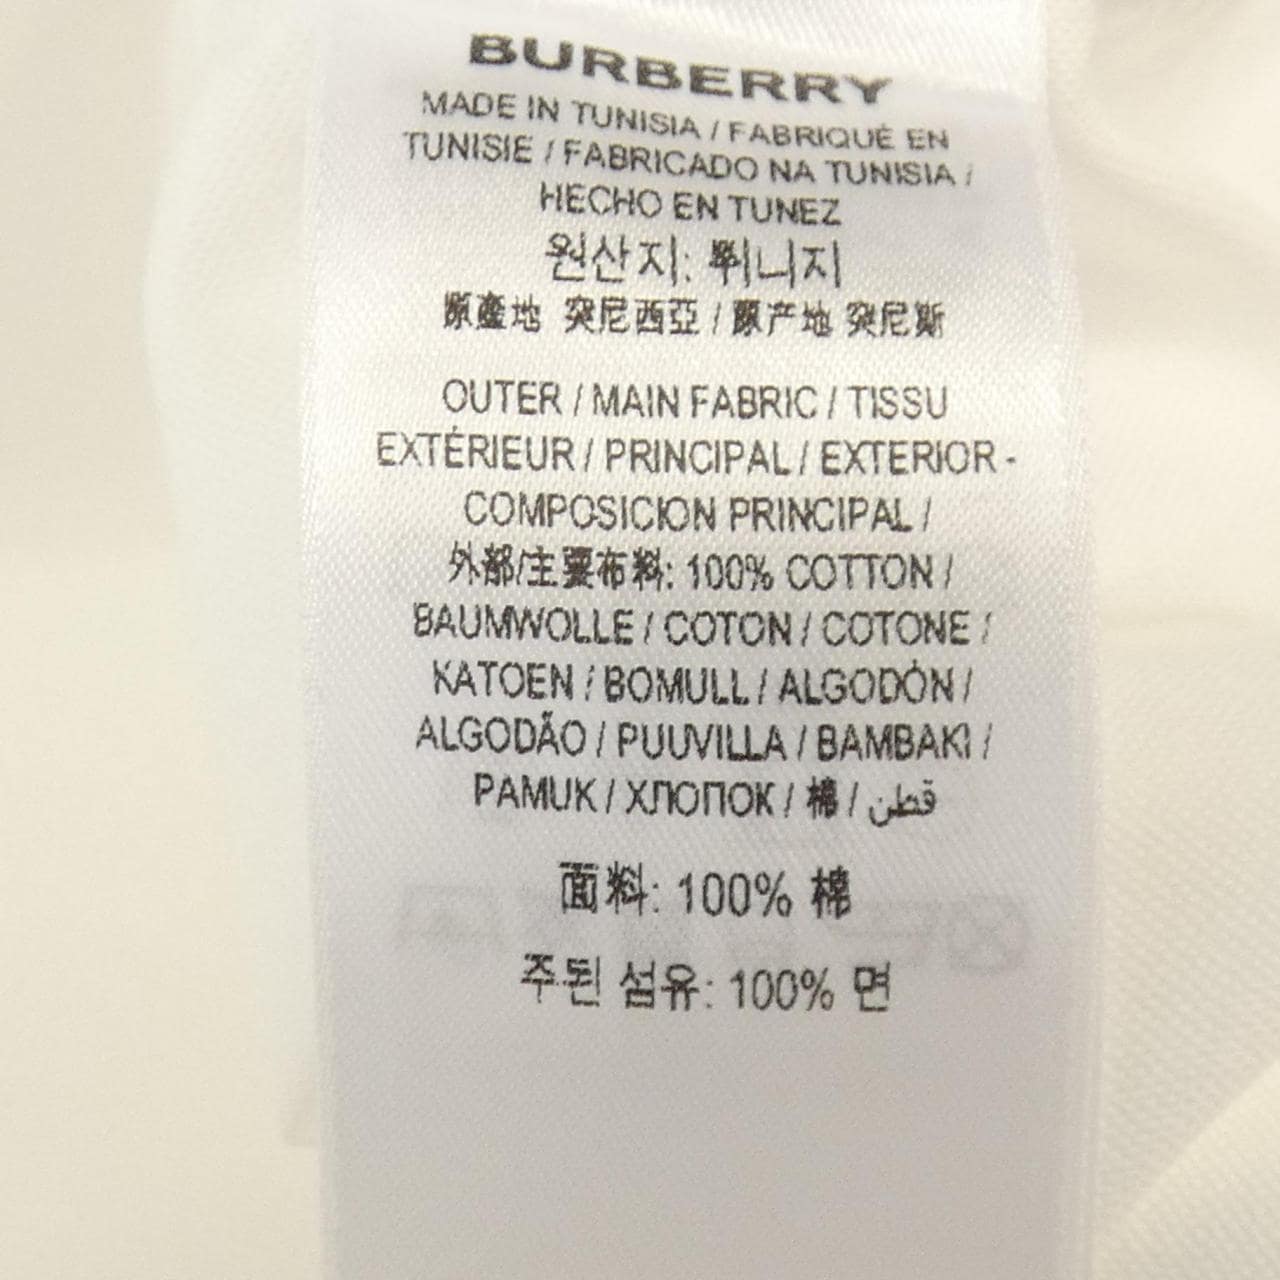 BURBERRY
MADE IN TUNISIA / FABRIQUÉ EN
TUNISIE / FABRICADO NA TUNISIA /
HECHO EN TUNEZ
원산지: 튀니지
原產地 突尼西亞 / 原产地 突尼斯
OUTER / MAIN FABRIC / TISSU
EXTÉRIEUR / PRINCIPAL / EXTERIOR -
COMPOSICION PRINCIPAL /
外部/主要布料: 100% COTTON /
BAUMWOLLE / COTON / COTONE /
KATOEN / BOMULL / ALGODÓN /
ALGODÃO / PUUVILLA / BAMBAKI /
PAMUK / ХЛОПОК / 棉 / قطن
面料: 100% 棉
주된 섬유: 100% 면